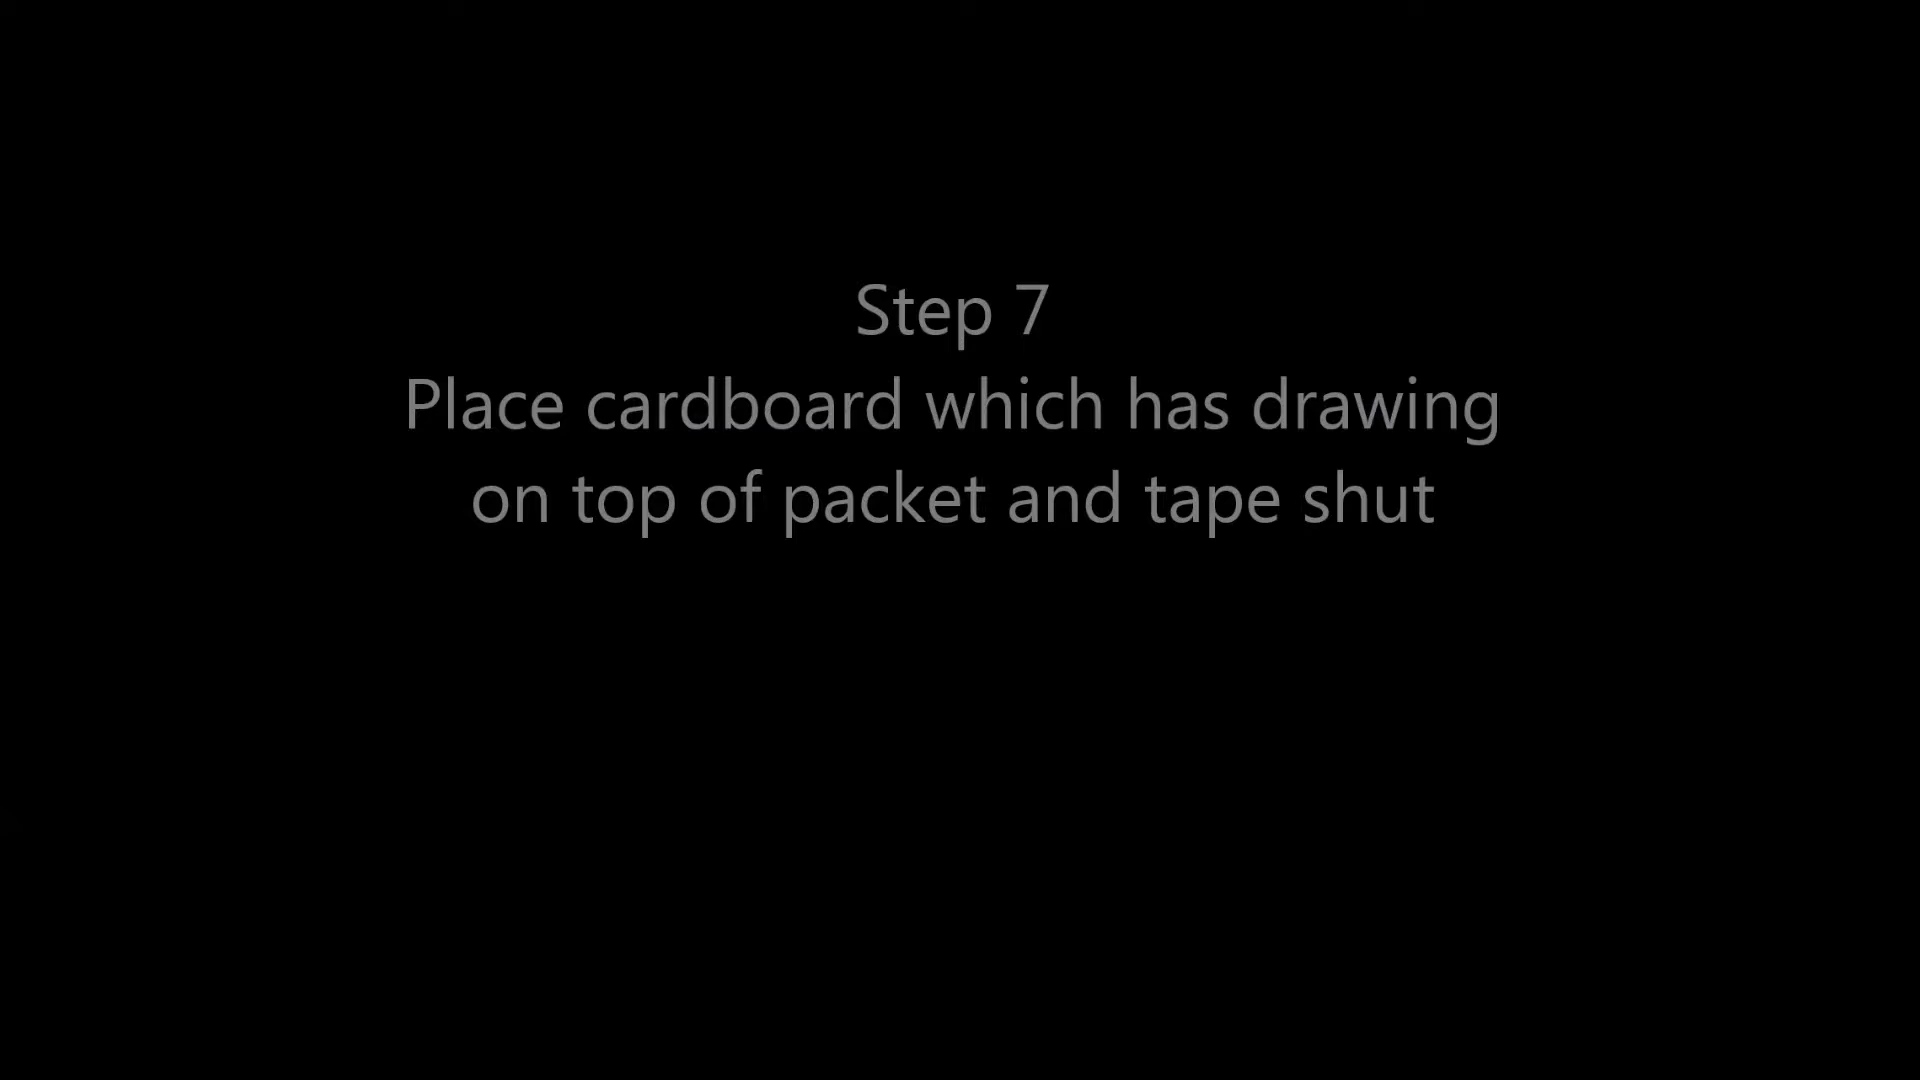 Step 7
Place cardboard which has drawing
on top of packet and tape shut